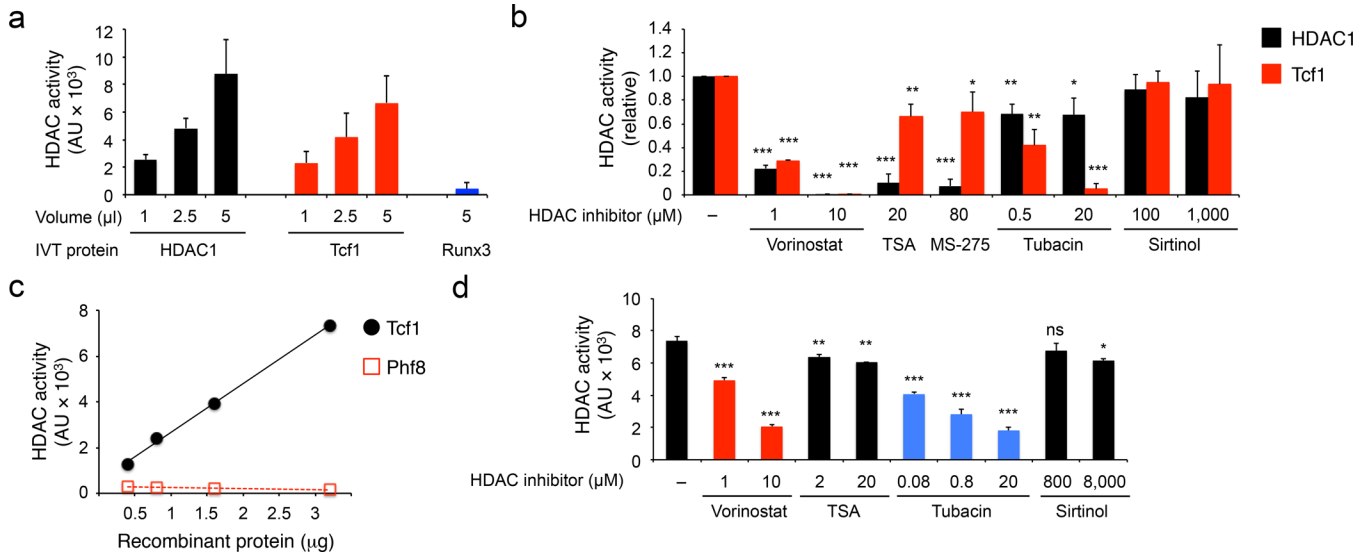 a
HDAC activity
(AU × 10³)
12
10
8
6
4
2
0
Volume (µl) 1 2.5 5 1 2.5 5 5
IVT protein HDAC1 Tcf1 Runx3
b
HDAC activity
(relative)
1.4
1.2
1.0
0.8
0.6
0.4
0.2
0
*** *** *** *** *** ** *** * ** ** * ***
HDAC inhibitor (µM) – 1 10 20 80 0.5 20 100 1,000
Vorinostat TSA MS-275 Tubacin Sirtinol
HDAC1
Tcf1
c
HDAC activity
(AU × 10³)
8
6
4
2
0
0.5 1 1.5 2 2.5 3
Recombinant protein (µg)
Tcf1
Phf8
d
HDAC activity
(AU × 10³)
10
8
6
4
2
0
*** *** ** ** *** *** *** ns *
HDAC inhibitor (µM) – 1 10 2 20 0.08 0.8 20 800 8,000
Vorinostat TSA Tubacin Sirtinol